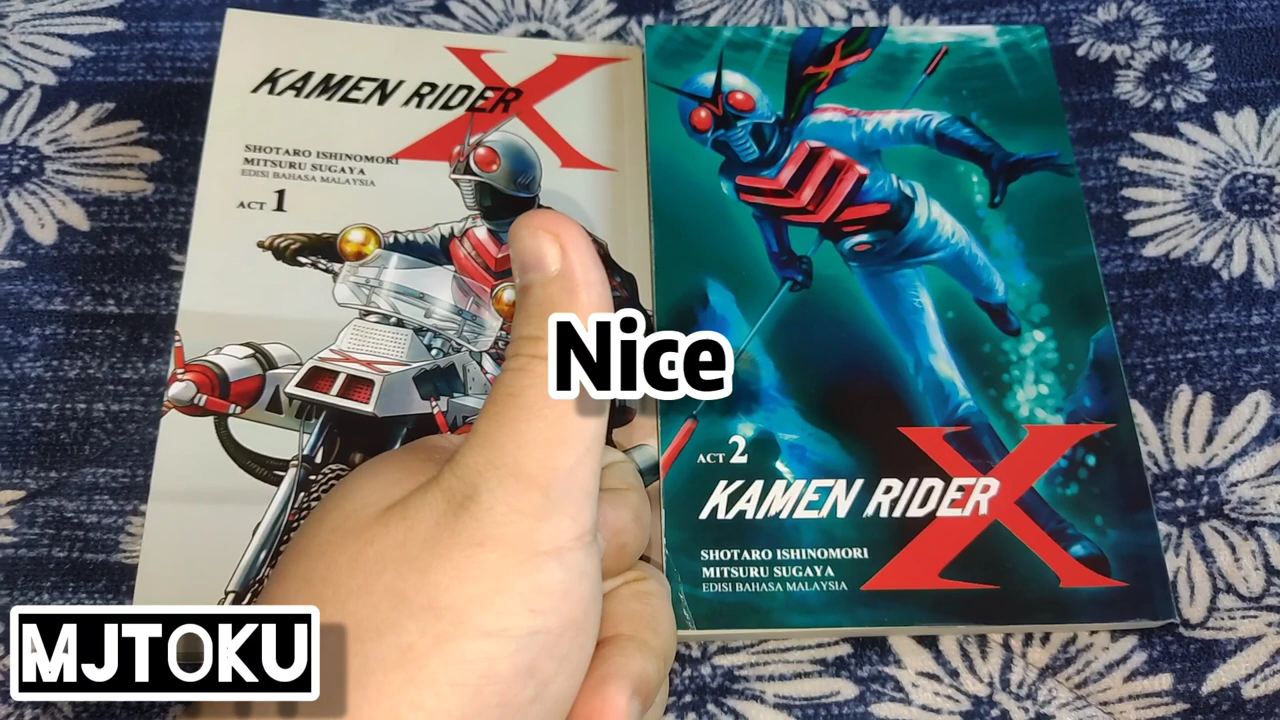 KAMEN RIDER X
SHOTARO ISHINOMORI
MITSURU SUGAYA
EDISI BAHASA MALAYSIA
ACT 1
Nice
ACT 2
KAMEN RIDER X
SHOTARO ISHINOMORI
MITSURU SUGAYA
EDISI BAHASA MALAYSIA
MJTOKU